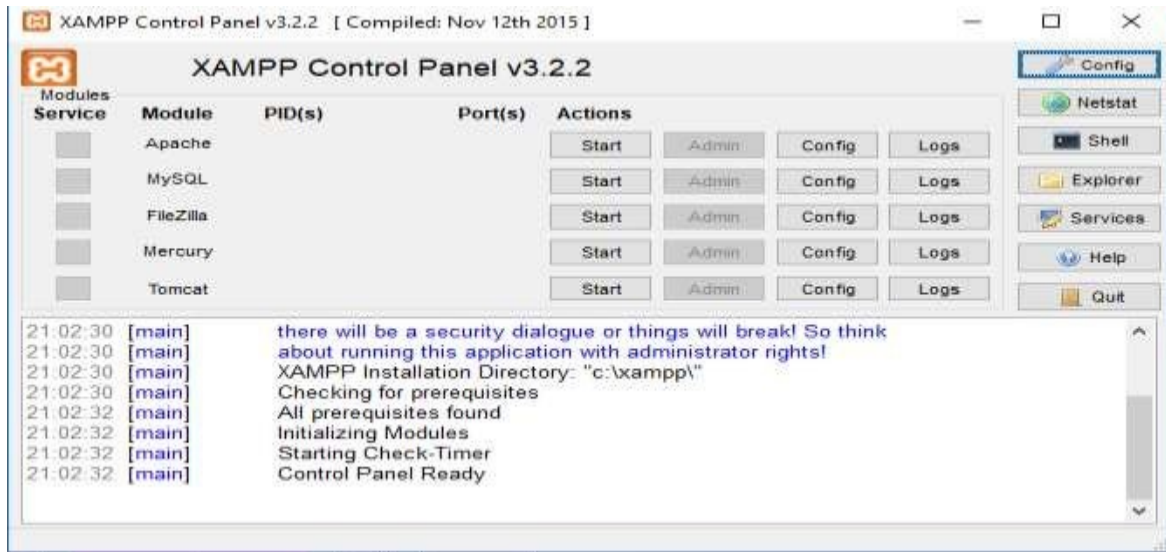 XAMPP Control Panel v3.2.2 [ Compiled: Nov 12th 2015 ]
XAMPP Control Panel v3.2.2
Config
Modules
Service Module PID(s) Port(s) Actions
Netstat
Apache Start Admin Config Logs
Shell
MySQL Start Admin Config Logs
Explorer
FileZilla Start Admin Config Logs
Services
Mercury Start Admin Config Logs
Help
Tomcat Start Admin Config Logs
Quit
21:02:30 [main] there will be a security dialogue or things will break! So think
21:02:30 [main] about running this application with administrator rights!
21:02:30 [main] XAMPP Installation Directory: "c:\xampp\"
21:02:30 [main] Checking for prerequisites
21:02:32 [main] All prerequisites found
21:02:32 [main] Initializing Modules
21:02:32 [main] Starting Check-Timer
21:02:32 [main] Control Panel Ready